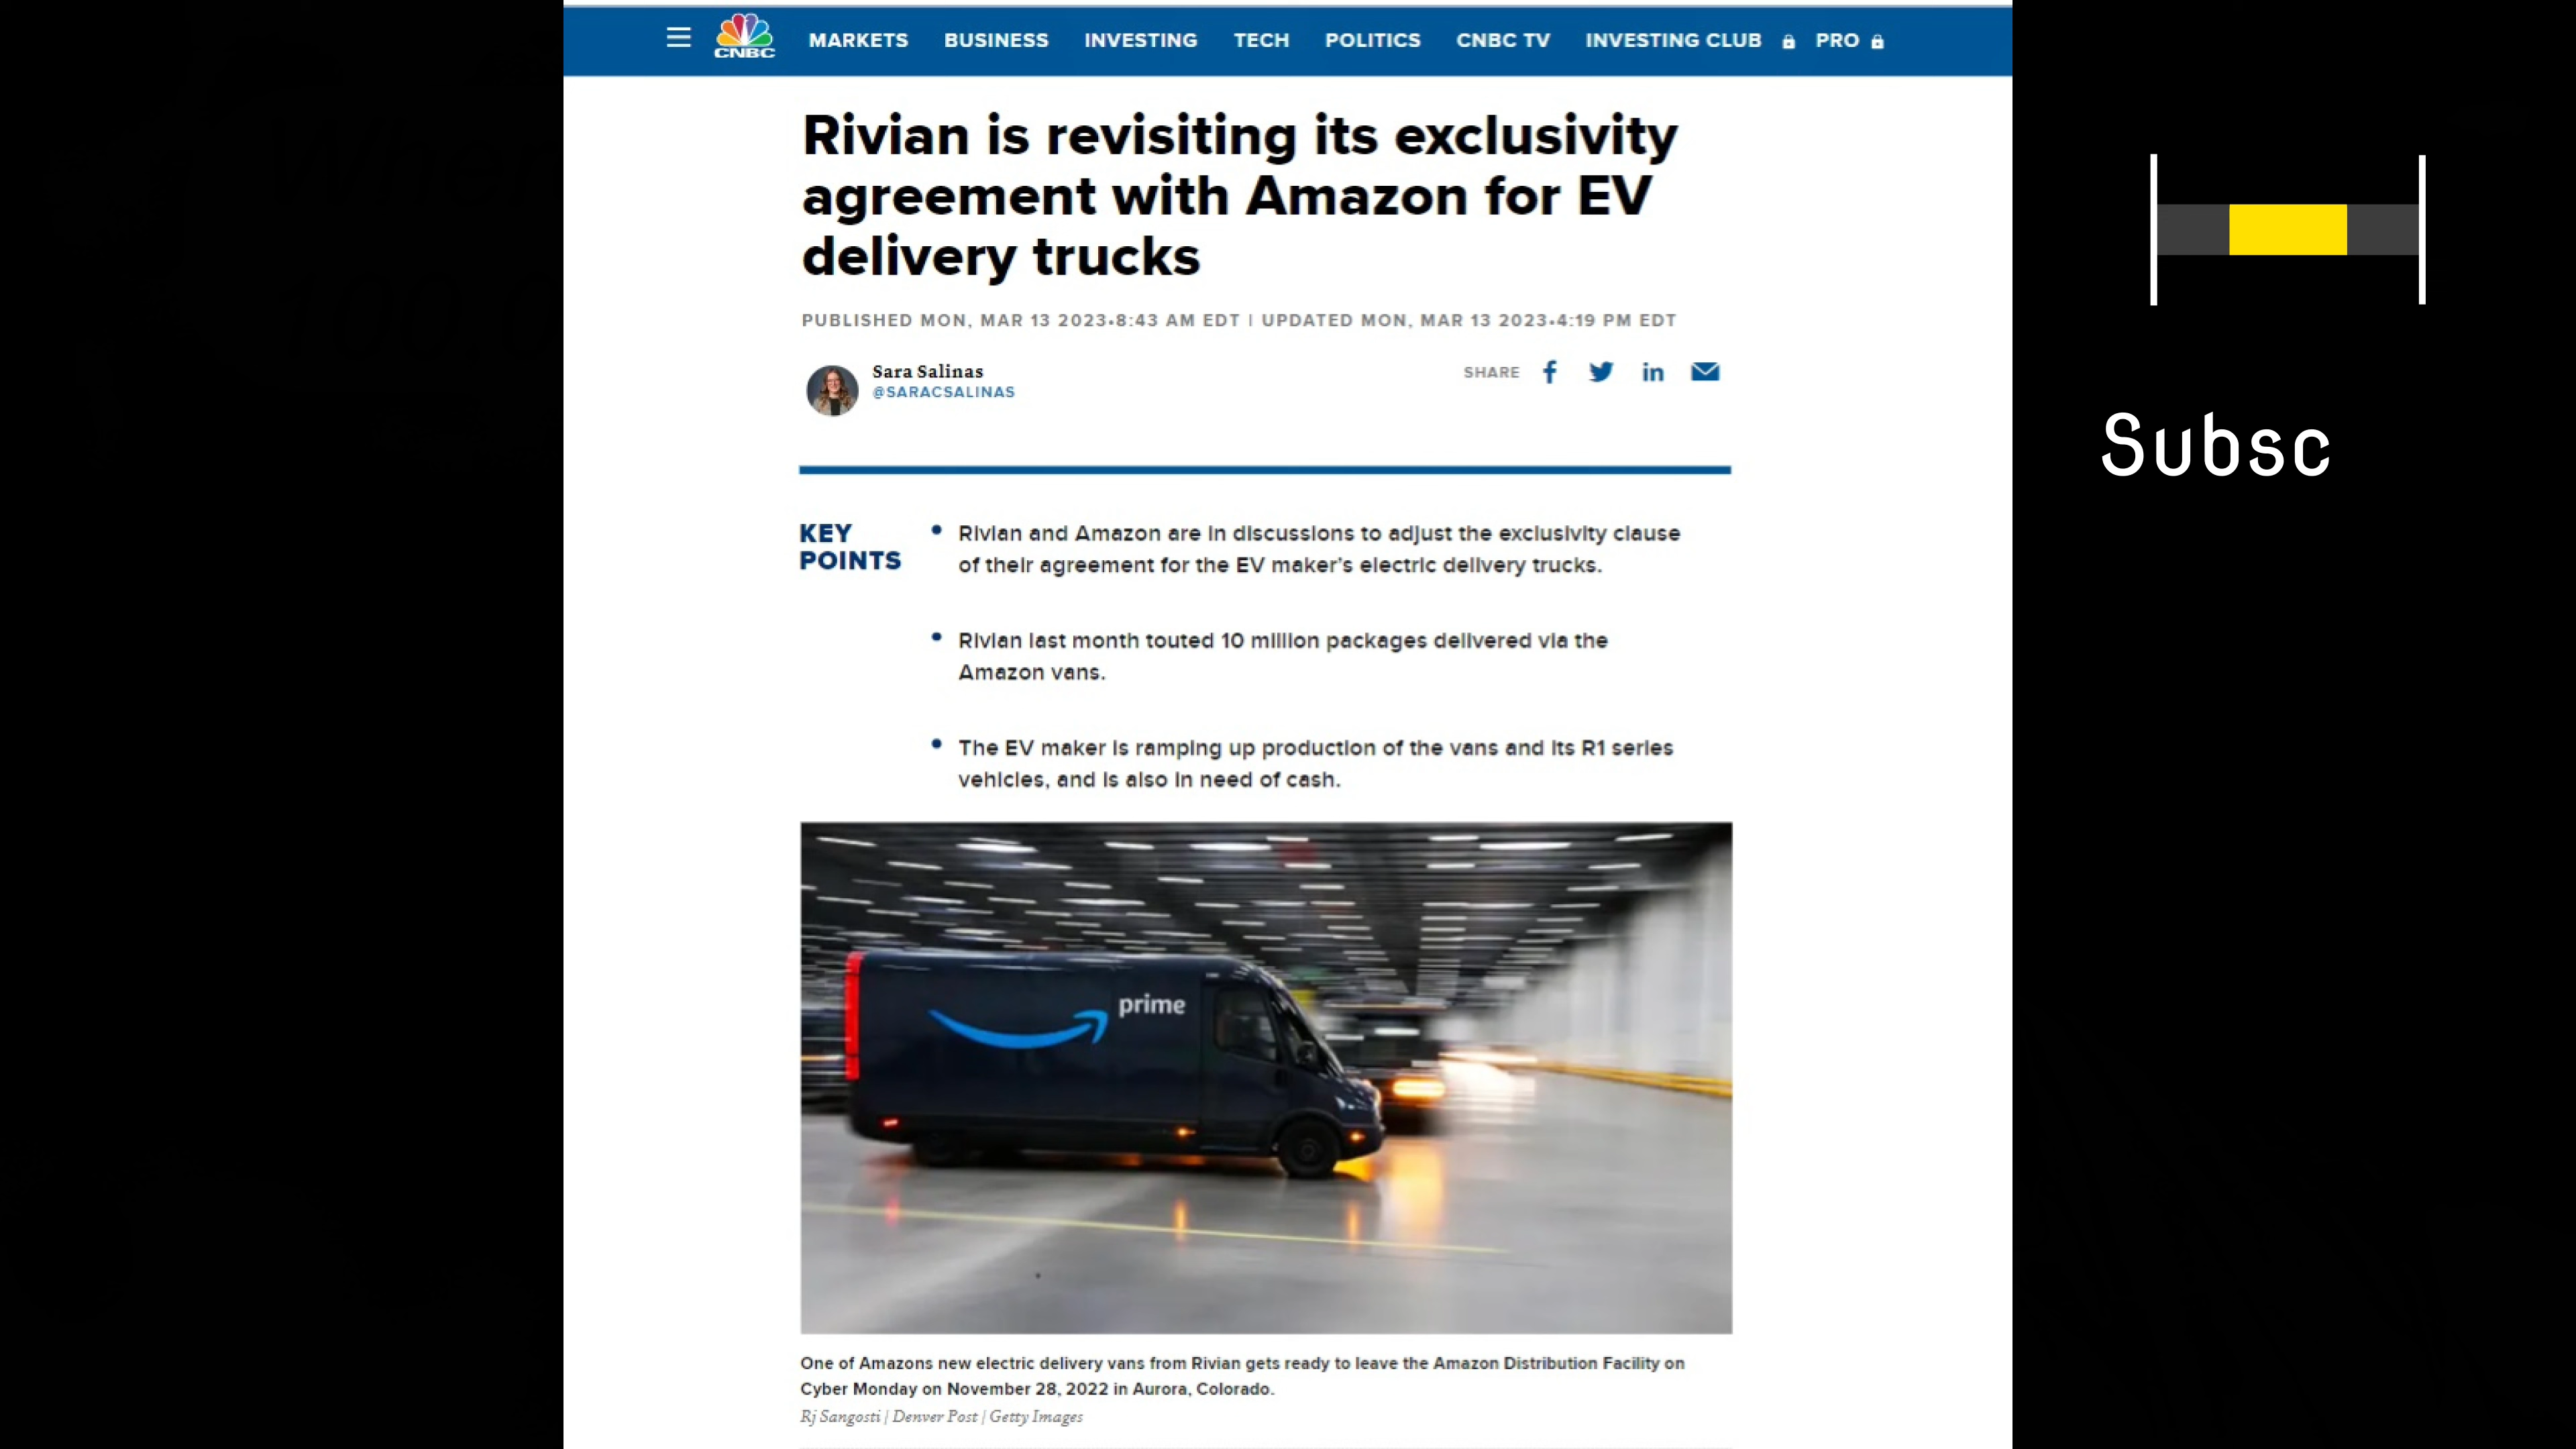 CNBC
MARKETS BUSINESS INVESTING TECH POLITICS CNBC TV INVESTING CLUB PRO
Rivian is revisiting its exclusivity
agreement with Amazon for EV
delivery trucks
PUBLISHED MON, MAR 13 2023•8:43 AM EDT | UPDATED MON, MAR 13 2023•4:19 PM EDT
Sara Salinas
@SARACSALINAS
SHARE
Subsc
KEY
POINTS
• Rivian and Amazon are in discussions to adjust the exclusivity clause
of their agreement for the EV maker's electric delivery trucks.
• Rivian last month touted 10 million packages delivered via the
Amazon vans.
• The EV maker is ramping up production of the vans and its R1 series
vehicles, and is also in need of cash.
prime
One of Amazons new electric delivery vans from Rivian gets ready to leave the Amazon Distribution Facility on
Cyber Monday on November 28, 2022 in Aurora, Colorado.
Rj Sangosti | Denver Post | Getty Images